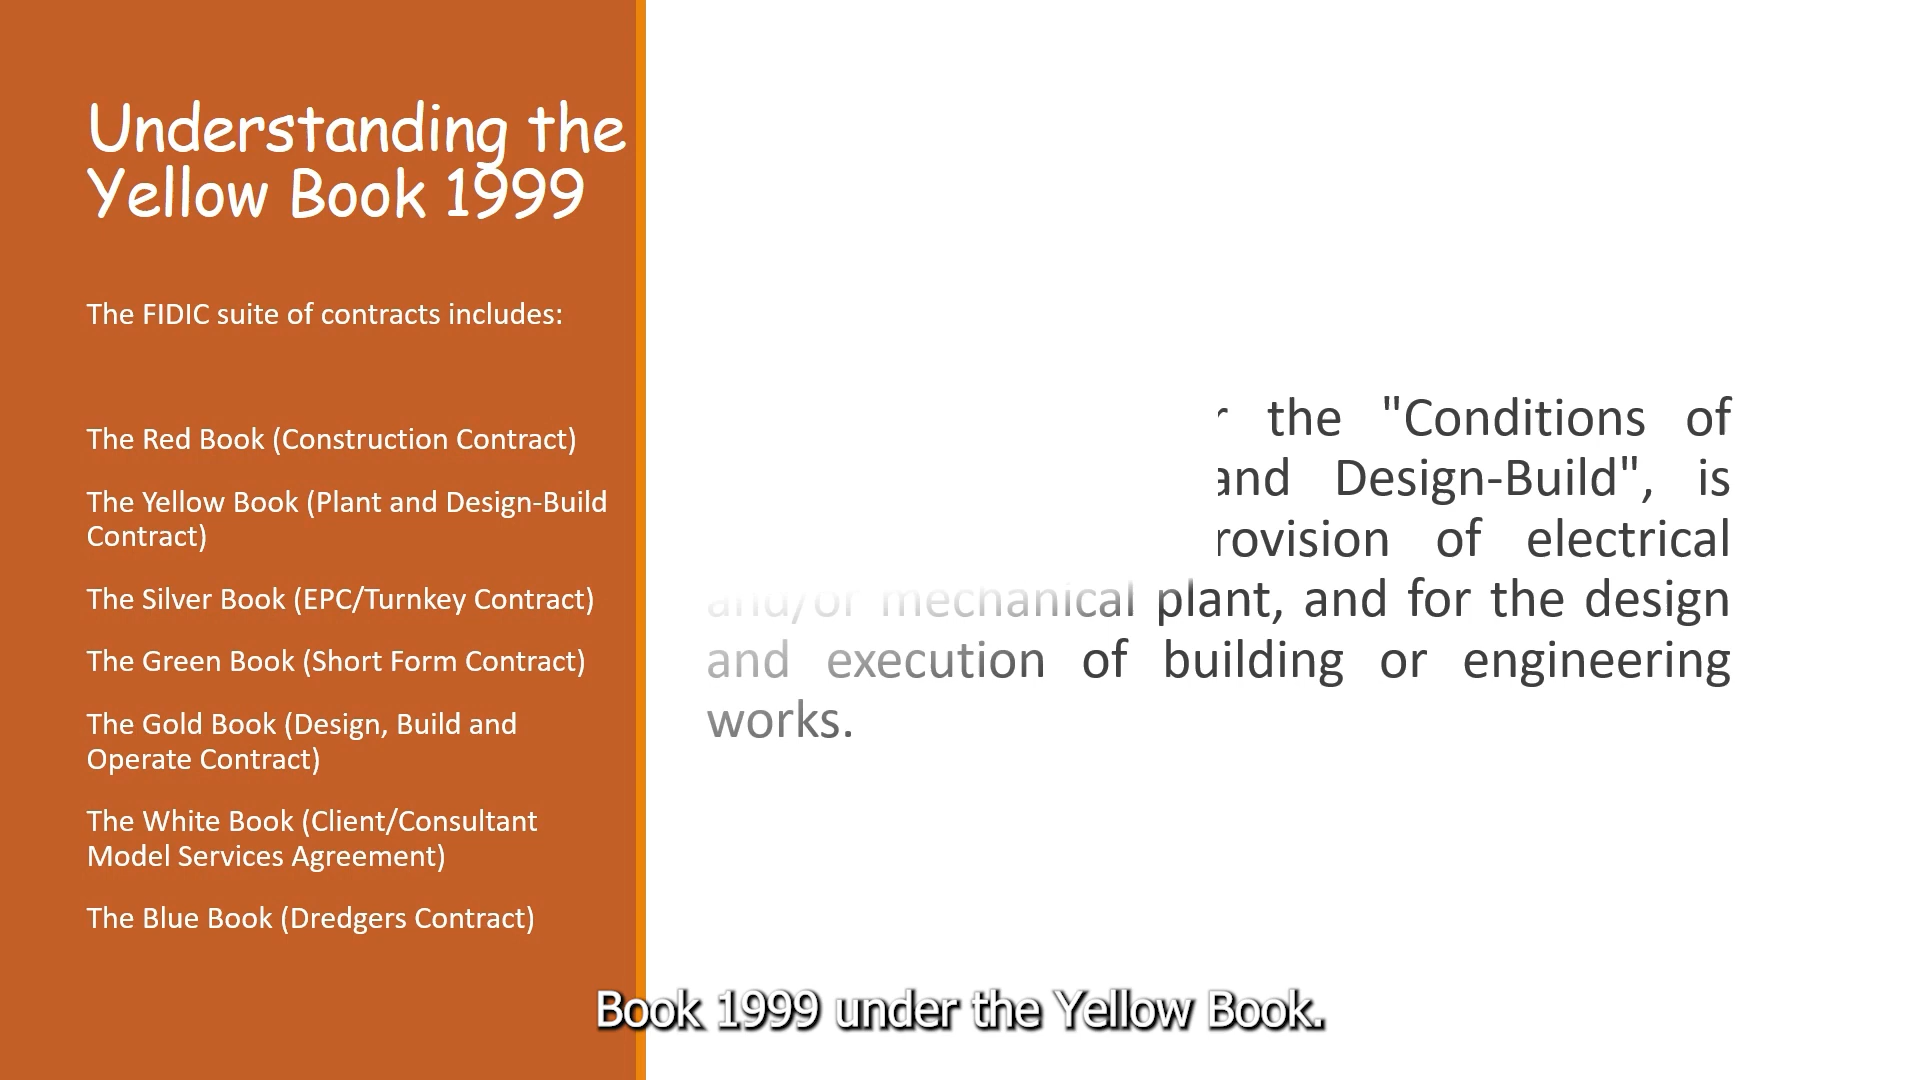 Understanding the
Yellow Book 1999
The FIDIC suite of contracts includes:
The Red Book (Construction Contract)
The Yellow Book (Plant and Design-Build
Contract)
The Silver Book (EPC/Turnkey Contract)
The Green Book (Short Form Contract)
The Gold Book (Design, Build and
Operate Contract)
The White Book (Client/Consultant
Model Services Agreement)
The Blue Book (Dredgers Contract)
the "Conditions of
and Design-Build", is
of electrical
and/or mechanical plant, and for the design
and execution of building or engineering
works.
Book 1999 under the Yellow Book.